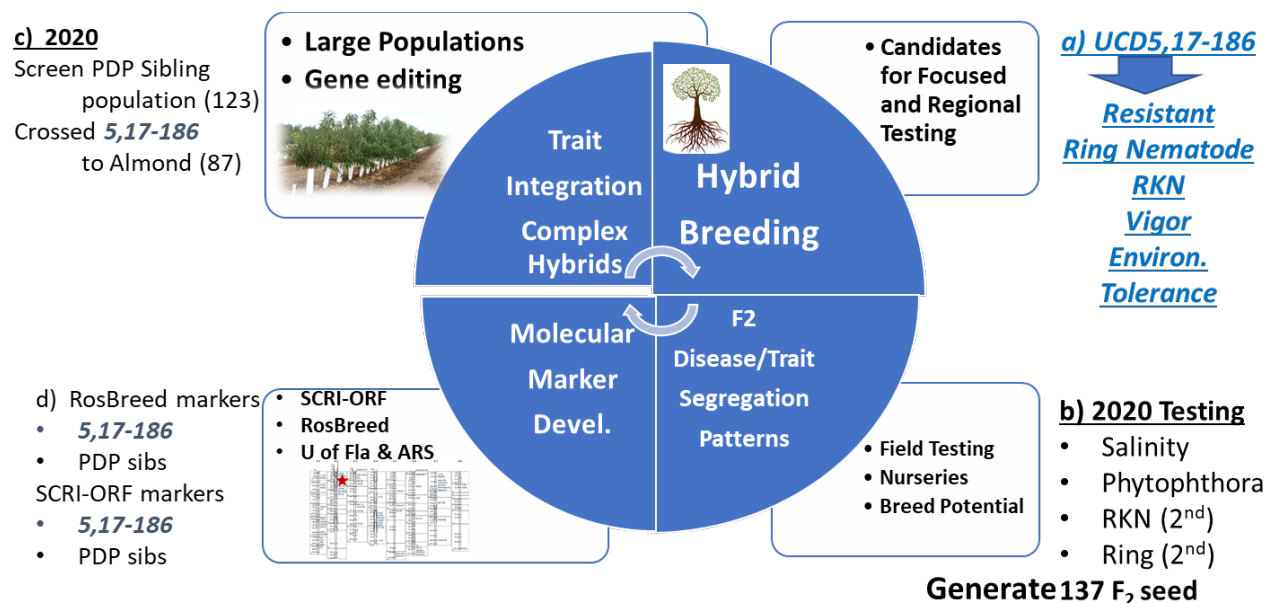 c) 2020
Screen PDP Sibling
population (123)
Crossed 5,17-186
to Almond (87)
• Large Populations
• Gene editing
Trait
Integration
Complex
Hybrids
Hybrid
Breeding
• Candidates
for Focused
and Regional
Testing
a) UCD5,17-186
Resistant
Ring Nematode
RKN
Vigor
Environ.
Tolerance
d) RosBreed markers
• 5,17-186
• PDP sibs
SCRI-ORF markers
• 5,17-186
• PDP sibs
• SCRI-ORF
• RosBreed
• U of Fla & ARS
Molecular
Marker
Devel.
F2
Disease/Trait
Segregation
Patterns
• Field Testing
• Nurseries
• Breed Potential
b) 2020 Testing
• Salinity
• Phytophthora
• RKN (2nd)
• Ring (2nd)
Generate 137 F2 seed